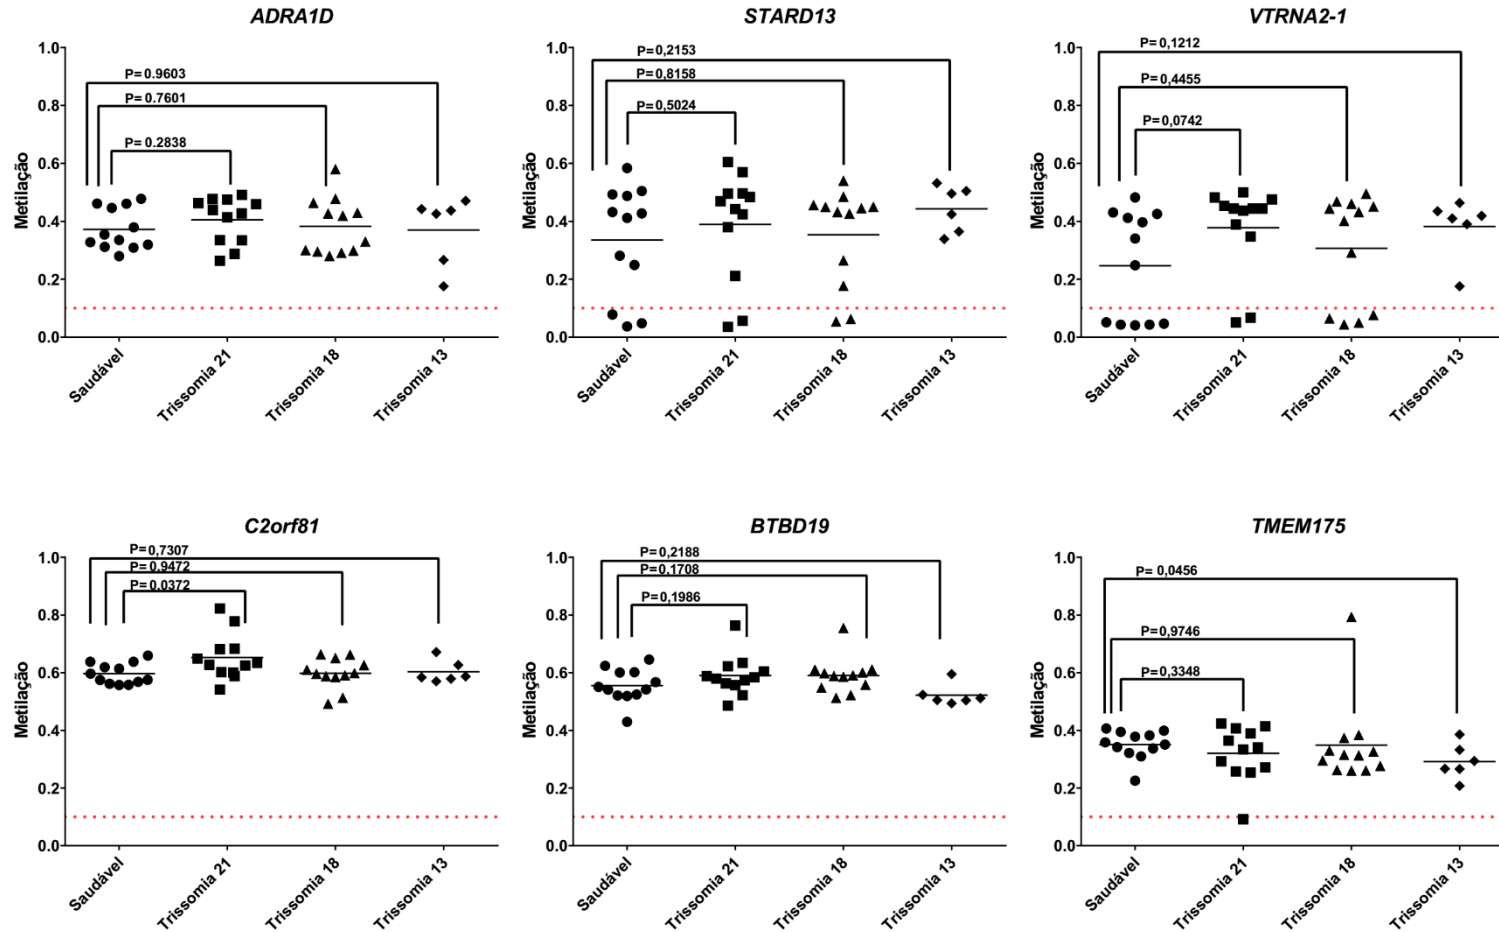 ADRA1D
Metilação
1.0
0.8
0.6
0.4
0.2
0.0
P= 0.9603
P= 0.7601
P= 0.2838
Saudável
Trissomia 21
Trissomia 18
Trissomia 13
STARD13
Metilação
1.0
0.8
0.6
0.4
0.2
0.0
P= 0,2153
P= 0,8158
P= 0,5024
Saudável
Trissomia 21
Trissomia 18
Trissomia 13
VTRNA2-1
Metilação
1.0
0.8
0.6
0.4
0.2
0.0
P= 0,1212
P= 0,4455
P= 0,0742
Saudável
Trissomia 21
Trissomia 18
Trissomia 13
C2orf81
Metilação
1.0
0.8
0.6
0.4
0.2
0.0
P= 0,7307
P= 0.9472
P= 0.0372
Saudável
Trissomia 21
Trissomia 18
Trissomia 13
BTBD19
Metilação
1.0
0.8
0.6
0.4
0.2
0.0
P= 0,2188
P= 0.1708
P= 0,1986
Saudável
Trissomia 21
Trissomia 18
Trissomia 13
TMEM175
Metilação
1.0
0.8
0.6
0.4
0.2
0.0
P= 0,0456
P= 0,9746
P= 0,3348
Saudável
Trissomia 21
Trissomia 18
Trissomia 13